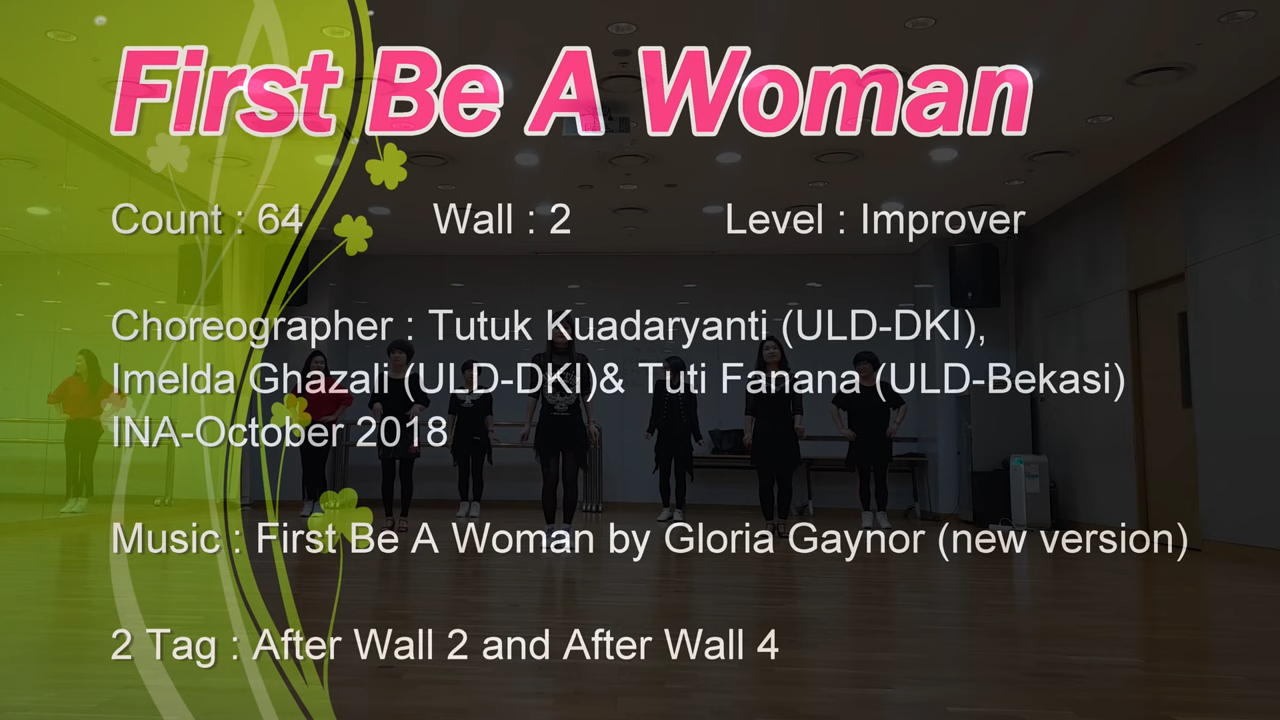 First Be A Woman
Count : 64 Wall : 2 Level : Improver
Choreographer : Tutuk Kuadaryanti (ULD-DKI),
Imelda Ghazali (ULD-DKI)& Tuti Fanana (ULD-Bekasi)
INA-October 2018
Music : First Be A Woman by Gloria Gaynor (new version)
2 Tag : After Wall 2 and After Wall 4